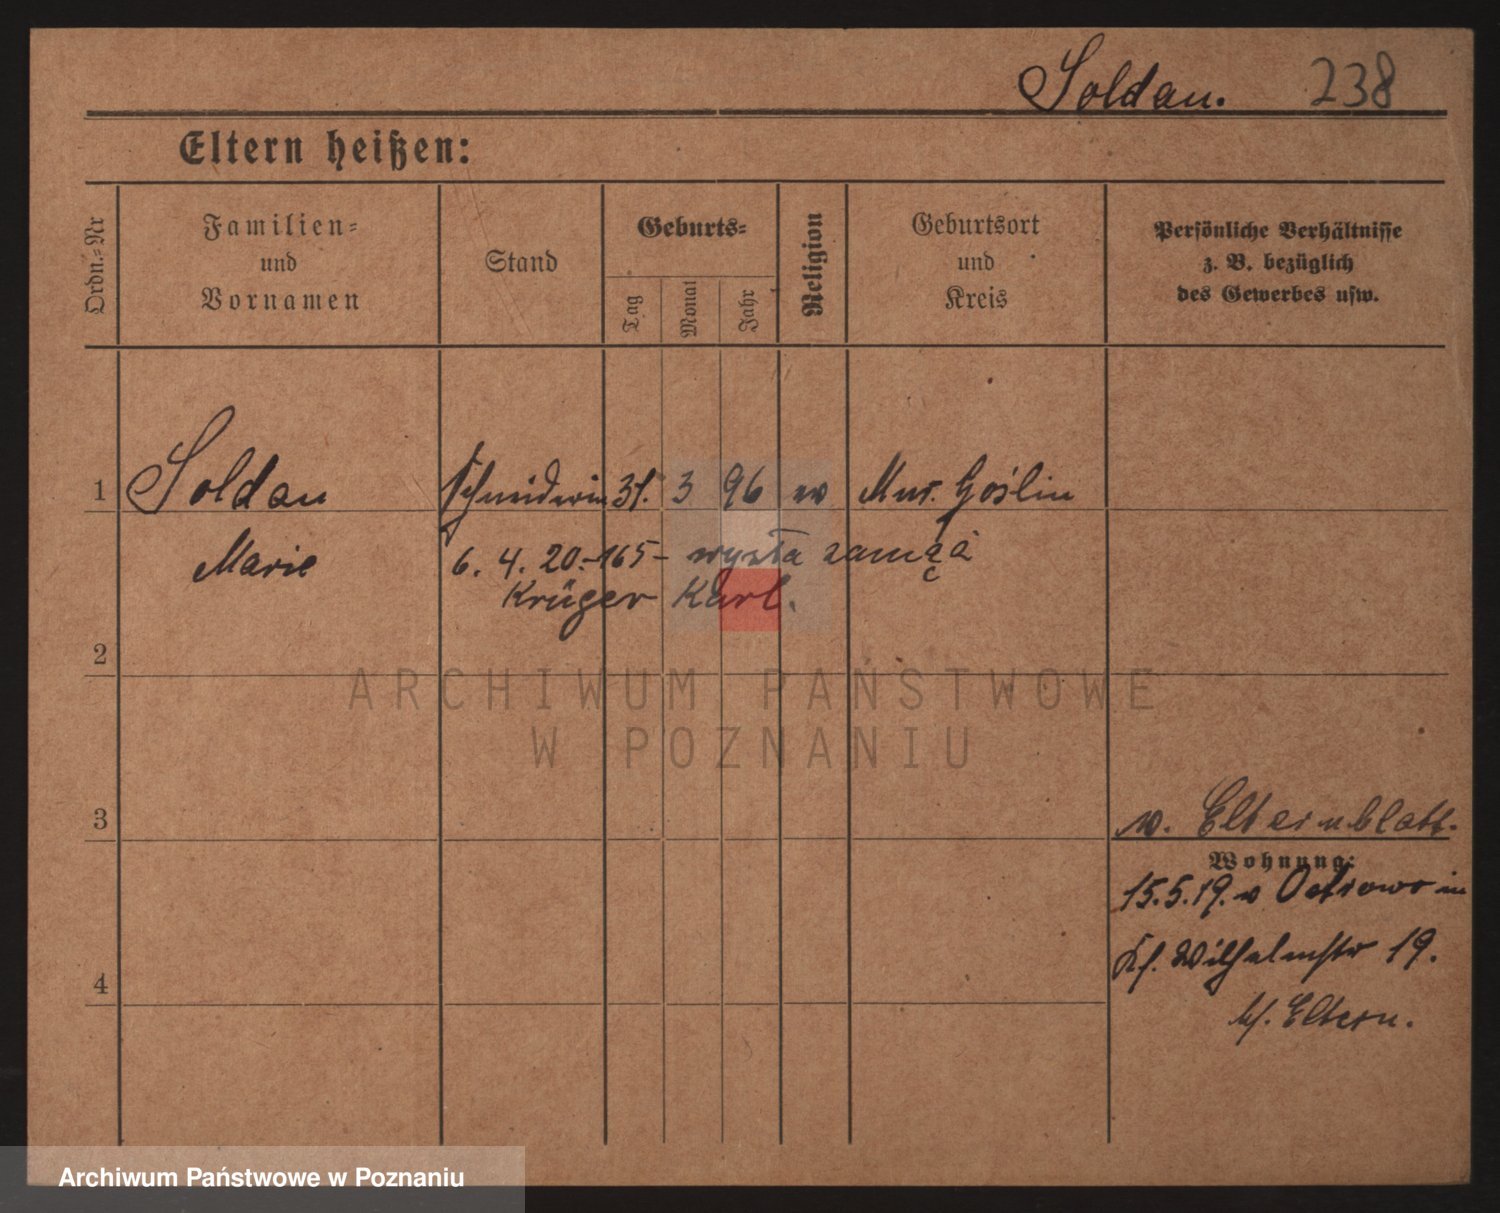 Soldan. 238
Eltern heißen:
Ordn.-Nr
Familien-
und
Vornamen
Stand
Geburts-
Tag
Monat
Jahr
Religion
Geburtsort
und
Kreis
Persönliche Verhältnisse
z. B. bezüglich
des Gewerbes usw.
1 Soldan Schneiderin 31. 3 96 ev Mur. Goślin
Marie 6. 4. 20.-165- wyszła zamąż à
Krüger Karl.
2
ARCHIWUM PAŃSTWOWE
W POZNANIU
3
w. Elternblatt.
Wohnung:
15.5.19. v Ostrowo in
Wilhelmstr 19.
4
bf. Eltern.
Archiwum Państwowe w Poznaniu